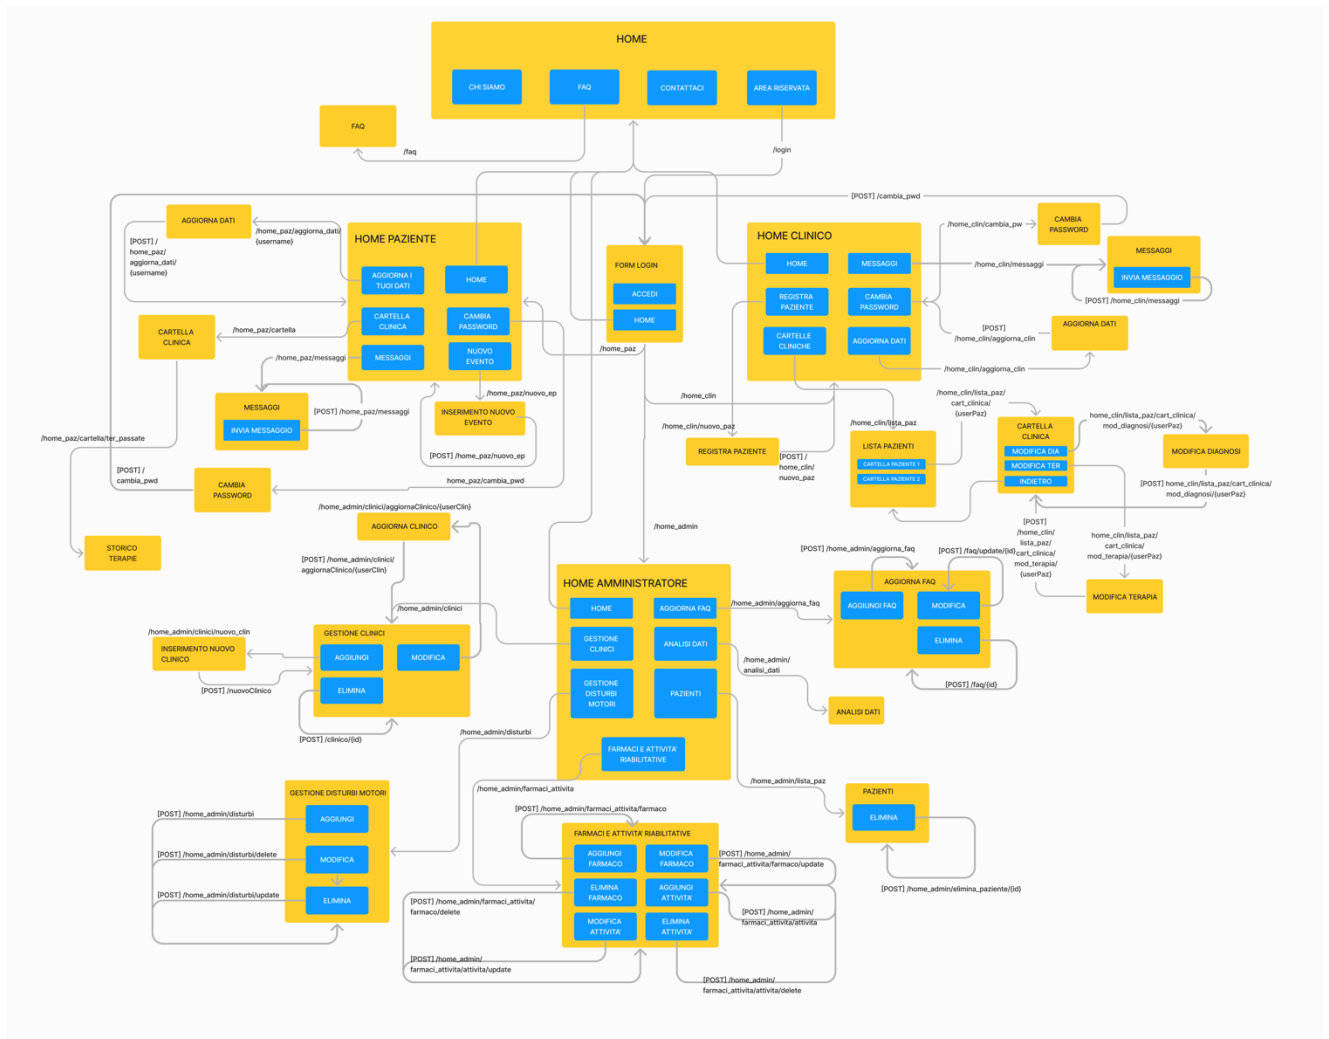 HOME
CHI SIAMO
FAQ
CONTATTACI
AREA RISERVATA
FAQ
/faq
/login
[POST] /cambia_pwd
AGGIORNA DATI
/home_paz/aggiorna_dati/
{username}
[POST] /
home_paz/
aggiorna_dati/
{username}
HOME PAZIENTE
AGGIORNA I
TUOI DATI
HOME
CARTELLA
CLINICA
CAMBIA
PASSWORD
MESSAGGI
NUOVO
EVENTO
FORM LOGIN
ACCEDI
HOME
/home_paz
HOME CLINICO
HOME
MESSAGGI
REGISTRA
PAZIENTE
CAMBIA
PASSWORD
CARTELLE
CLINICHE
AGGIORNA DATI
/home_clin/cambia_pw
CAMBIA
PASSWORD
MESSAGGI
INVIA MESSAGGIO
/home_clin/messaggi
[POST] /home_clin/messaggi
[POST]
/home_clin/aggiorna_clin
AGGIORNA DATI
/home_clin/aggiorna_clin
CARTELLA
CLINICA
/home_paz/cartella
/home_paz/messaggi
MESSAGGI
INVIA MESSAGGIO
[POST] /home_paz/messaggi
/home_paz/nuovo_ep
INSERIMENTO NUOVO
EVENTO
[POST] /home_paz/nuovo_ep
/home_paz/cartella/ter_passate
[POST] /
cambia_pwd
CAMBIA
PASSWORD
home_paz/cambia_pwd
STORICO
TERAPIE
/home_clin
/home_clin/nuovo_paz
REGISTRA PAZIENTE
[POST] /
home_clin/
nuovo_paz
/home_clin/lista_paz
LISTA PAZIENTI
CARTELLA PAZIENTE 1
CARTELLA PAZIENTE 2
/home_clin/lista_paz/
cart_clinica/
{userPaz}
CARTELLA
CLINICA
MODIFICA DIA
MODIFICA TER
INDIETRO
home_clin/lista_paz/cart_clinica/
mod_diagnosi/{userPaz}
MODIFICA DIAGNOSI
[POST] home_clin/lista_paz/cart_clinica/
mod_diagnosi/{userPaz}
[POST]
/home_clin/
lista_paz/
cart_clinica/
mod_terapia/
{userPaz}
home_clin/lista_paz/
cart_clinica/
mod_terapia/{userPaz}
MODIFICA TERAPIA
/home_admin
/home_admin/clinici/aggiornaClinico/{userClin}
AGGIORNA CLINICO
[POST] /home_admin/clinici/
aggiornaClinico/{userClin}
/home_admin/clinici
GESTIONE CLINICI
AGGIUNGI
MODIFICA
ELIMINA
/home_admin/clinici/nuovo_clin
INSERIMENTO NUOVO
CLINICO
[POST] /nuovoClinico
[POST] /clinico/{id}
HOME AMMINISTRATORE
HOME
AGGIORNA FAQ
GESTIONE
CLINICI
ANALISI DATI
GESTIONE
DISTURBI
MOTORI
PAZIENTI
FARMACI E ATTIVITA'
RIABILITATIVE
/home_admin/aggiorna_faq
[POST] /home_admin/aggiorna_faq
[POST] /faq/update/{id}
AGGIORNA FAQ
AGGIUNGI FAQ
MODIFICA
ELIMINA
[POST] /faq/{id}
/home_admin/
analisi_dati
ANALISI DATI
/home_admin/disturbi
/home_admin/farmaci_attivita
/home_admin/lista_paz
PAZIENTI
ELIMINA
[POST] /home_admin/elimina_paziente/{id}
GESTIONE DISTURBI MOTORI
AGGIUNGI
MODIFICA
ELIMINA
[POST] /home_admin/disturbi
[POST] /home_admin/disturbi/delete
[POST] /home_admin/disturbi/update
[POST] /home_admin/farmaci_attivita/farmaco
FARMACI E ATTIVITA' RIABILITATIVE
AGGIUNGI
FARMACO
MODIFICA
FARMACO
ELIMINA
FARMACO
AGGIUNGI
ATTIVITA'
MODIFICA
ATTIVITA'
ELIMINA
ATTIVITA'
[POST] /home_admin/
farmaci_attivita/farmaco/update
[POST] /home_admin/farmaci_attivita/
farmaco/delete
[POST] /home_admin/
farmaci_attivita/attivita
[POST] /home_admin/
farmaci_attivita/attivita/update
[POST] /home_admin/
farmaci_attivita/attivita/delete